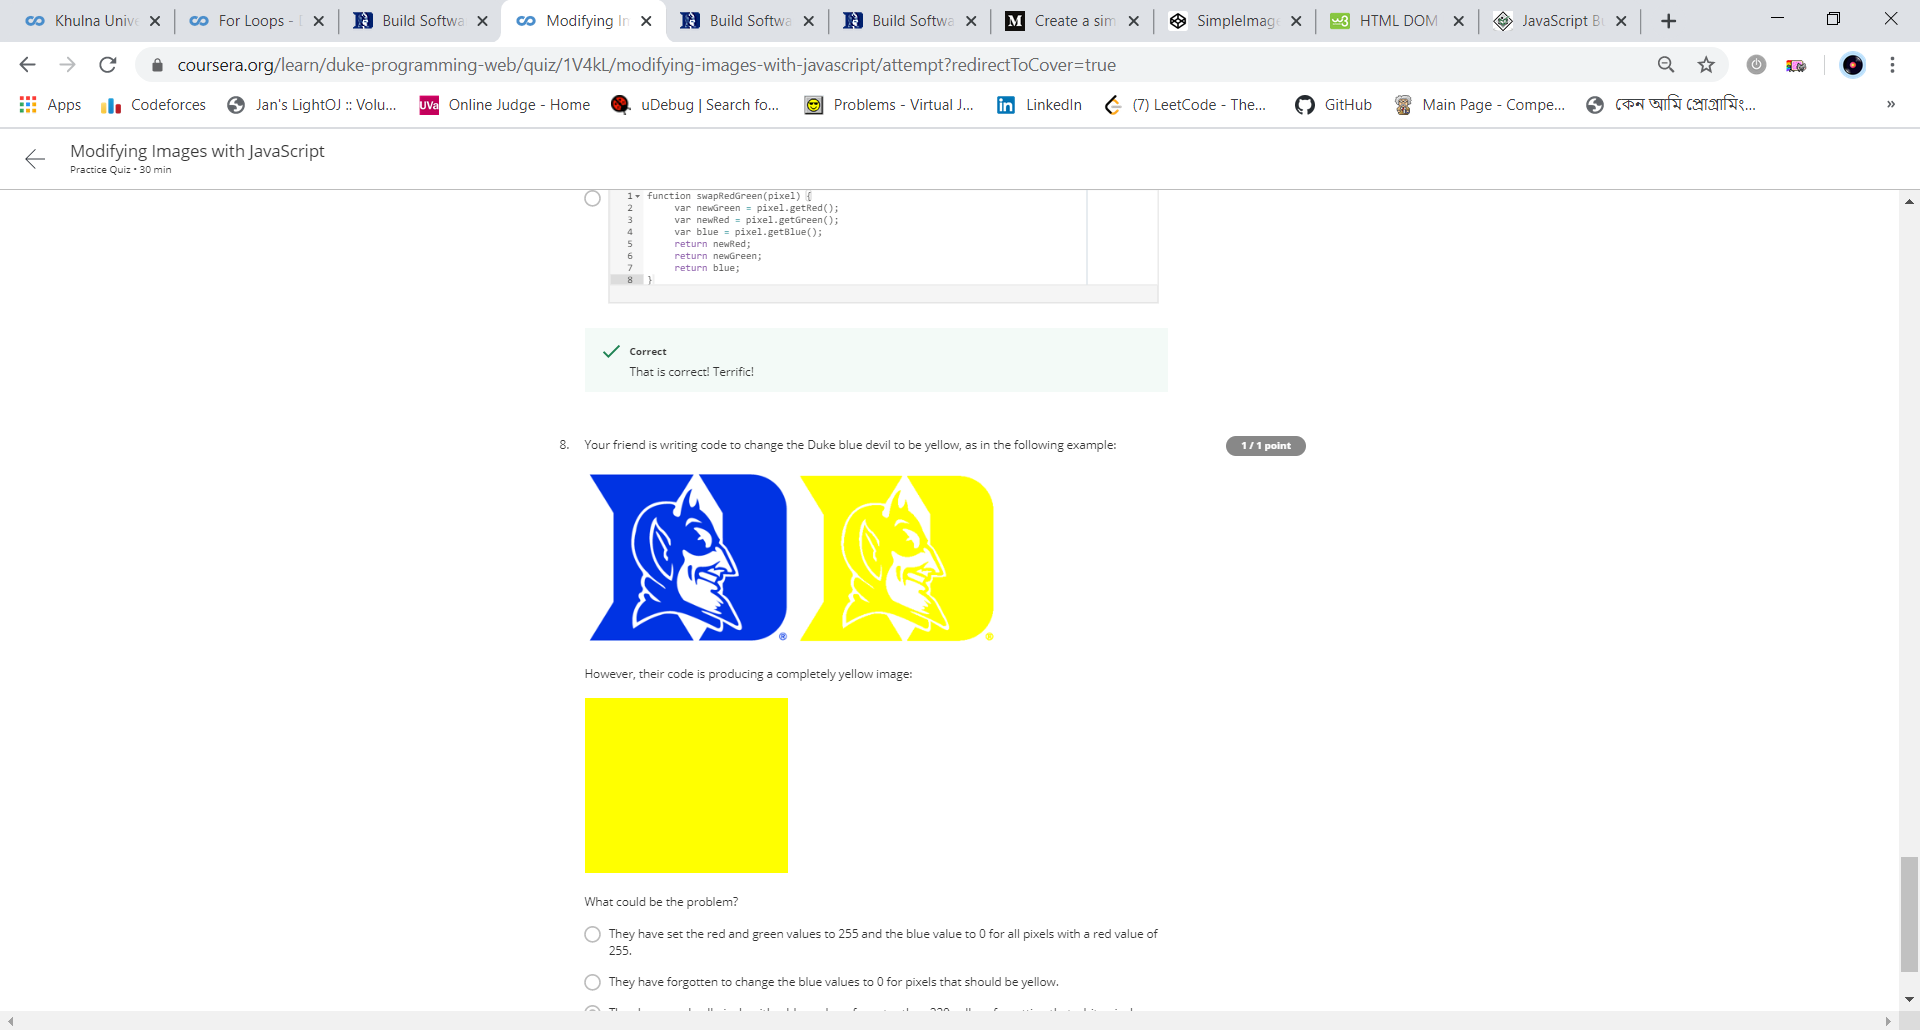 Khulna Unive
For Loops -
Build Softwa
Modifying In
Build Softwa
Build Softwa
M
Create a sim
SimpleImage
HTML DOM
JavaScript Bu
coursera.org/learn/duke-programming-web/quiz/1V4kL/modifying-images-with-javascript/attempt?redirectToCover=true
Apps
Codeforces
Jan's LightOJ :: Volu...
UVa
Online Judge - Home
uDebug | Search fo...
Problems - Virtual J...
in
LinkedIn
(7) LeetCode - The...
GitHub
Main Page - Compe...
কেন আমি প্রোগ্রামিং...
»
Modifying Images with JavaScript
Practice Quiz • 30 min
1 function swapRedGreen(pixel) {
2 var newGreen = pixel.getRed();
3 var newRed = pixel.getGreen();
4 var blue = pixel.getBlue();
5 return newRed;
6 return newGreen;
7 return blue;
8 }
Correct
That is correct! Terrific!
8. Your friend is writing code to change the Duke blue devil to be yellow, as in the following example:
1 / 1 point
®
However, their code is producing a completely yellow image:
What could be the problem?
They have set the red and green values to 255 and the blue value to 0 for all pixels with a red value of
255.
They have forgotten to change the blue values to 0 for pixels that should be yellow.